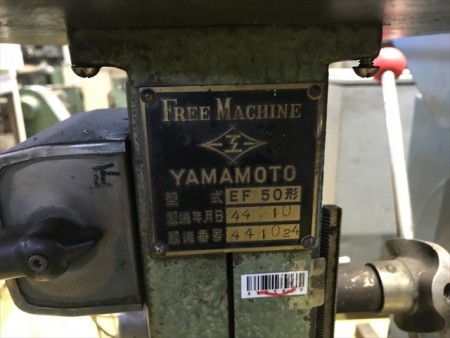 FREE MACHINE
工
YAMAMOTO
型 式 EF 50形
製造年月日 44.10
製造番号 441024